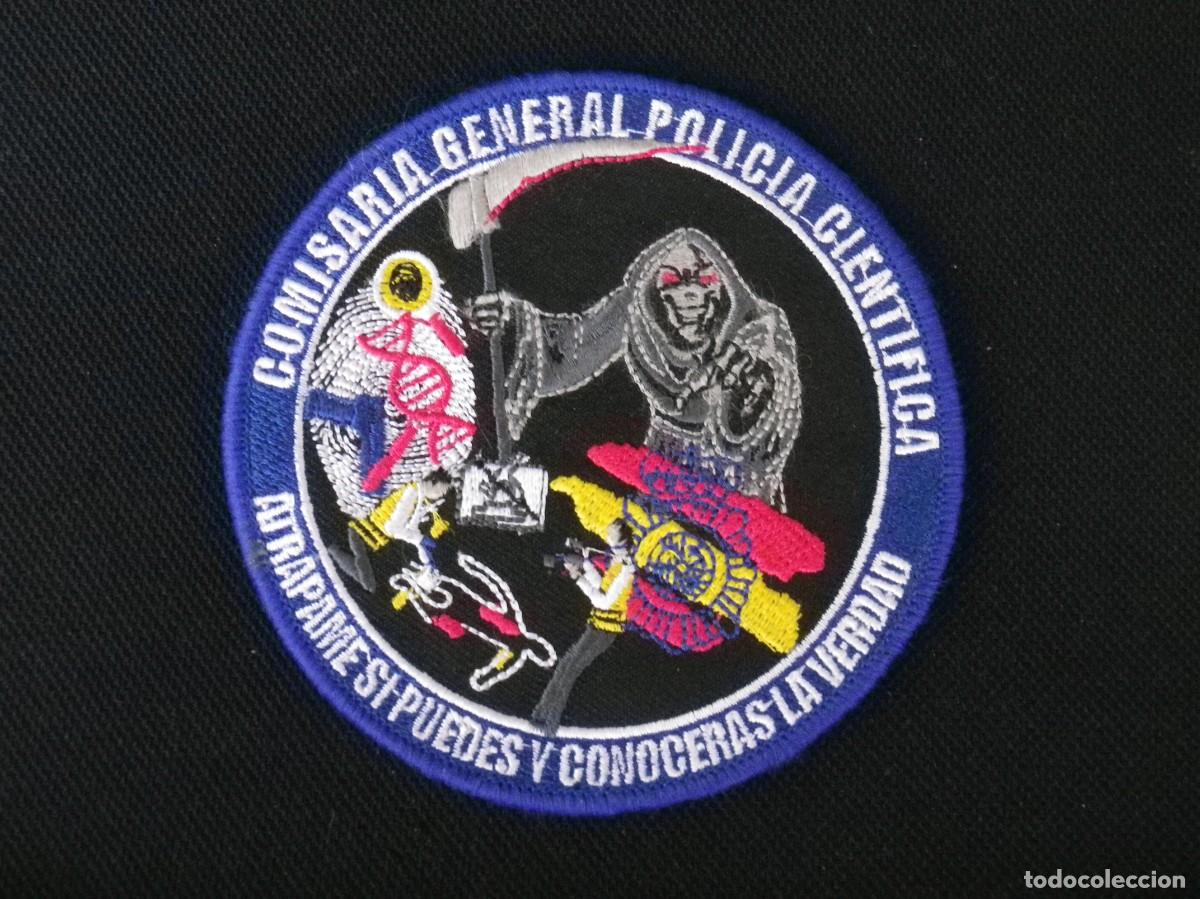 COMISARIA GENERAL POLICIA CIENTIFICA
ATRAPAME SI PUEDES Y CONOCERAS LA VERDAD
todocoleccion